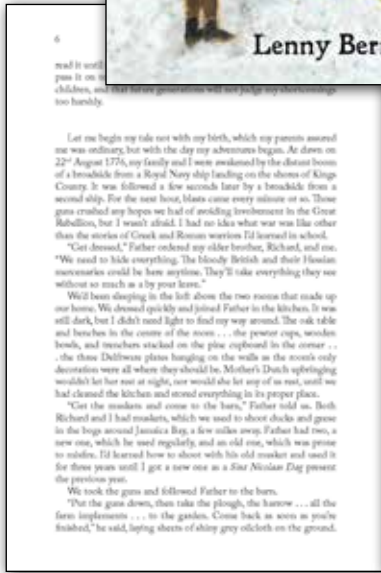 Lenny Ber
6
read it until
pass it on to
children, and that future generations will not judge my shortcomings
too harshly.
Let me begin my tale not with my birth, which my parents assured
me was ordinary, but with the day my adventures began. At dawn on
22nd August 1776, my family and I were awakened by the distant boom
of a broadside from a Royal Navy ship landing on the shores of Kings
County. It was followed a few seconds later by a broadside from a
second ship. For the next hour, blasts came every minute or so. Those
guns crushed any hopes we had of avoiding involvement in the Great
Rebellion, but I wasn't afraid. I had no idea what war was like other
than the stories of Greek and Roman warriors I'd learned in school.
"Get dressed," Father ordered my older brother, Richard, and me.
"We need to hide everything. The bloody British and their Hessian
mercenaries could be here anytime. They'll take everything they see
without so much as a by your leave."
We'd been sleeping in the loft above the two rooms that made up
our home. We dressed quickly and joined Father in the kitchen. It was
still dark, but I didn't need light to find my way around. The oak table
and benches in the centre of the room . . . the pewter cups, wooden
bowls, and trenchers stacked on the pine cupboard in the corner . .
. the three Delftware plates hanging on the walls as the room's only
decoration were all where they should be. Mother's Dutch upbringing
wouldn't let her rest at night, nor would she let any of us rest, until we
had cleaned the kitchen and stored everything in its proper place.
"Get the muskets and come to the barn," Father told us. Both
Richard and I had muskets, which we used to shoot ducks and geese
in the bogs around Jamaica Bay, a few miles away. Father had two, a
new one, which he used regularly, and an old one, which was prone
to misfire. I'd learned how to shoot with his old musket and used it
for three years until I got a new one as a Sint Nicolaas Dag present
the previous year.
We took the guns and followed Father to the barn.
"Put the guns down, then take the plough, the harrow . . . all the
farm implements . . . to the garden. Come back as soon as you're
finished," he said, laying sheets of shiny grey oilcloth on the ground.